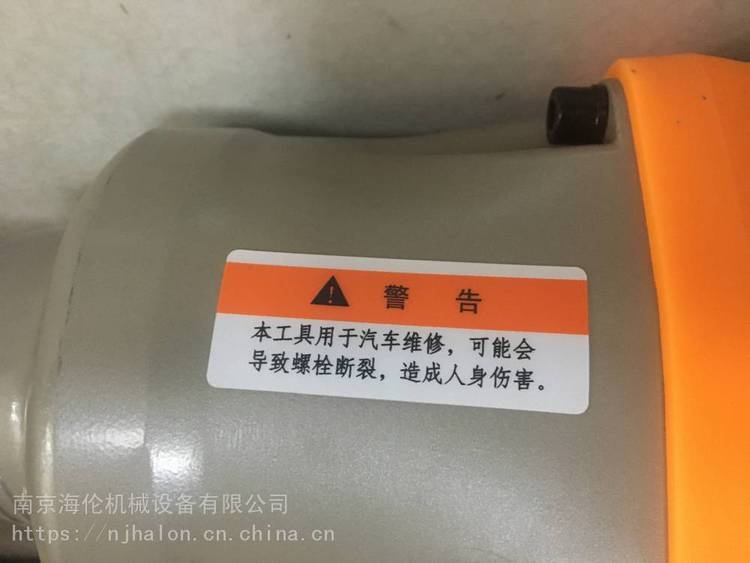 警 告
本工具用于汽车维修，可能会
导致螺栓断裂，造成人身伤害。
南京海伦机械设备有限公司
https://njhalon.cn.china.cn